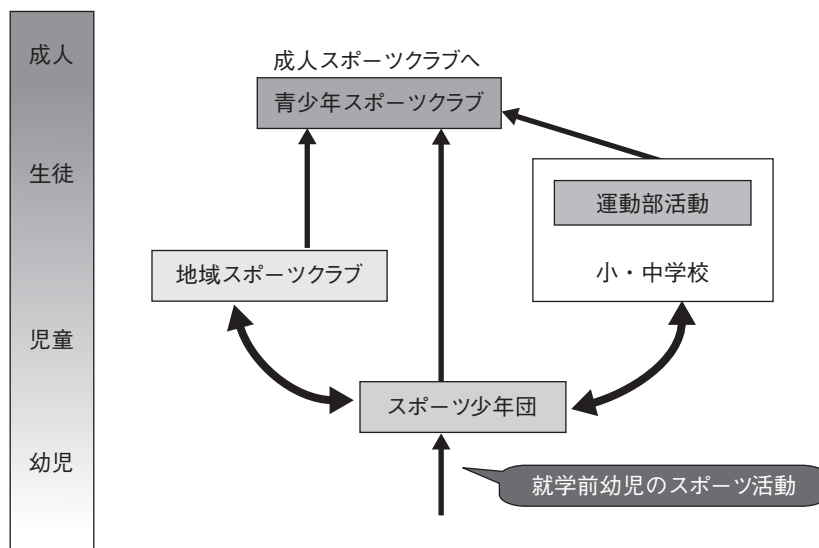 成人
生徒
児童
幼児
成人スポーツクラブへ
青少年スポーツクラブ
運動部活動
小・中学校
地域スポーツクラブ
スポーツ少年団
就学前幼児のスポーツ活動